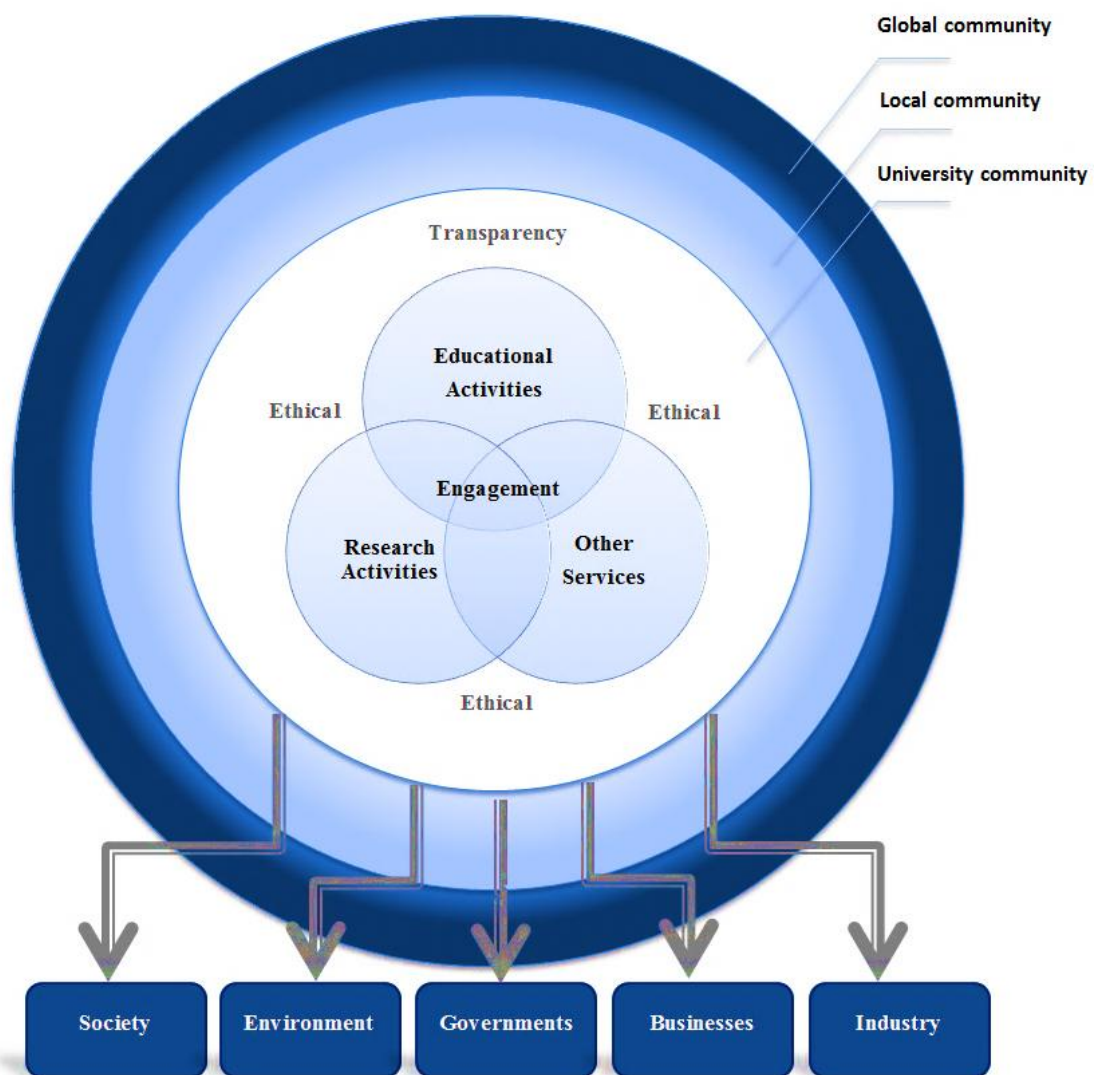 Global community
Local community
University community
Transparency
Educational
Activities
Ethical
Ethical
Engagement
Research
Activities
Other
Services
Ethical
Society
Environment
Governments
Businesses
Industry